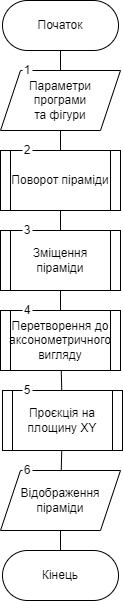 Початок
1
Параметри
програми
та фігури
2
Поворот піраміди
3
Зміщення
піраміди
4
Перетворення до
аксонометричного
вигляду
5
Проєкція на
площину XY
6
Відображення
піраміди
Кінець